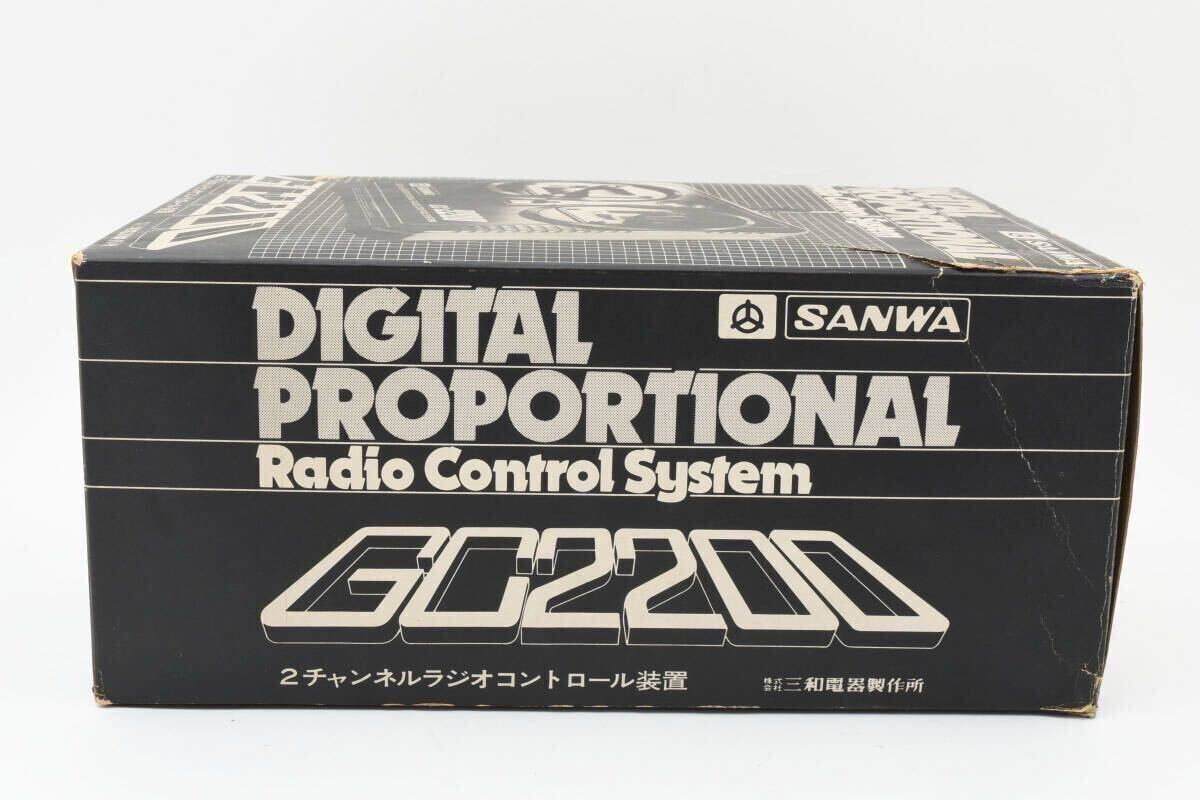 DIGITAL
SANWA
PROPORTIONAL
Radio Control System
GC2200
2チャンネルラジオコントロール装置
株式会社 三和電器製作所